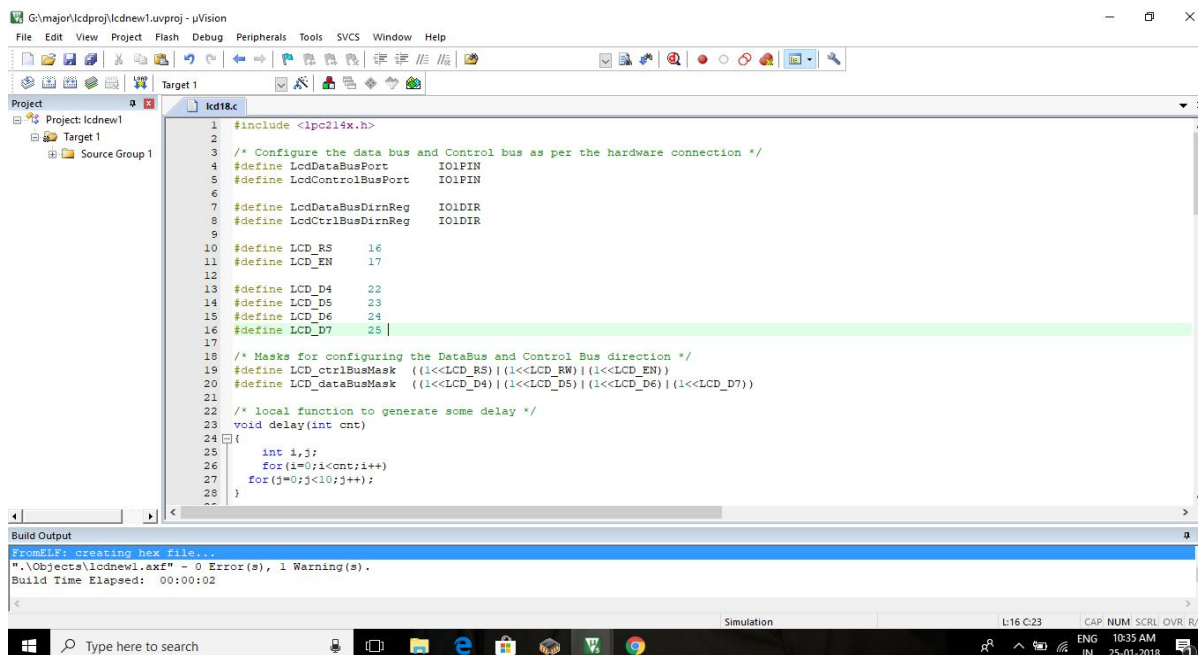 G:\major\lcdproj\lcdnew1.uvproj - µVision
File Edit View Project Flash Debug Peripherals Tools SVCS Window Help
LOAD
Target 1
Project
lcd18.c
Project: lcdnew1
Target 1
Source Group 1
1 #include <lpc214x.h>
2
3 /* Configure the data bus and Control bus as per the hardware connection */
4 #define LcdDataBusPort IO1PIN
5 #define LcdControlBusPort IO1PIN
6
7 #define LcdDataBusDirnReg IO1DIR
8 #define LcdCtrlBusDirnReg IO1DIR
9
10 #define LCD_RS 16
11 #define LCD_EN 17
12
13 #define LCD_D4 22
14 #define LCD_D5 23
15 #define LCD_D6 24
16 #define LCD_D7 25
17
18 /* Masks for configuring the DataBus and Control Bus direction */
19 #define LCD_ctrlBusMask ((1<<LCD_RS)|(1<<LCD_RW)|(1<<LCD_EN))
20 #define LCD_dataBusMask ((1<<LCD_D4)|(1<<LCD_D5)|(1<<LCD_D6)|(1<<LCD_D7))
21
22 /* local function to generate some delay */
23 void delay(int cnt)
24 {
25 int i,j;
26 for(i=0;i<cnt;i++)
27 for(j=0;j<10;j++);
28 }
Build Output
FromELF: creating hex file...
".\Objects\lcdnew1.axf" - 0 Error(s), 1 Warning(s).
Build Time Elapsed: 00:00:02
Simulation L:16 C:23 CAP NUM SCRL OVR R/
Type here to search
ENG 10:35 AM
IN 25-01-2018